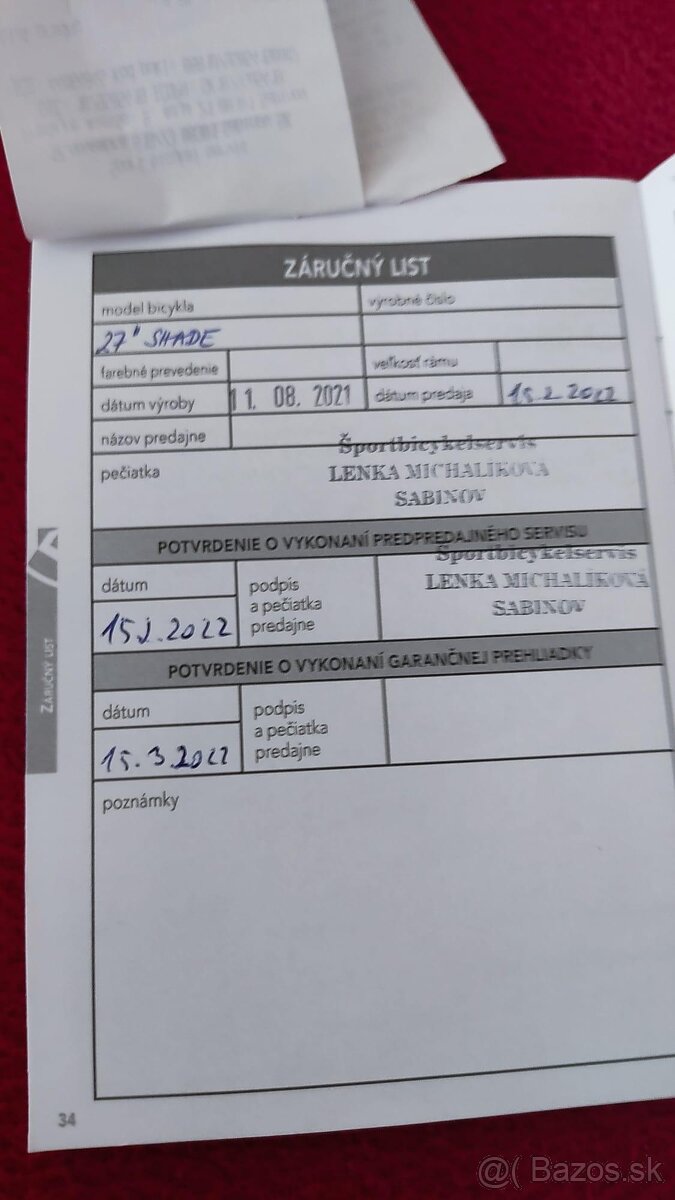 ZÁRUČNÝ LIST
model bicykla
výrobné číslo
27" SHADE
farebné prevedenie
veľkosť rámu
dátum výroby
11. 08. 2021
dátum predaja
15.2.2022
názov predajne
pečiatka
Športbicykelservis
LENKA MICHALÍKOVÁ
SABINOV
POTVRDENIE O VYKONANÍ PREDPREDAJNÉHO SERVISU
dátum
podpis
a pečiatka
predajne
15.2.2022
Športbicykelservis
LENKA MICHALÍKOVÁ
SABINOV
POTVRDENIE O VYKONANÍ GARANČNEJ PREHLIADKY
dátum
podpis
a pečiatka
predajne
15.3.2022
poznámky
ZÁRUČNÝ LIST
34
@( Bazos.sk